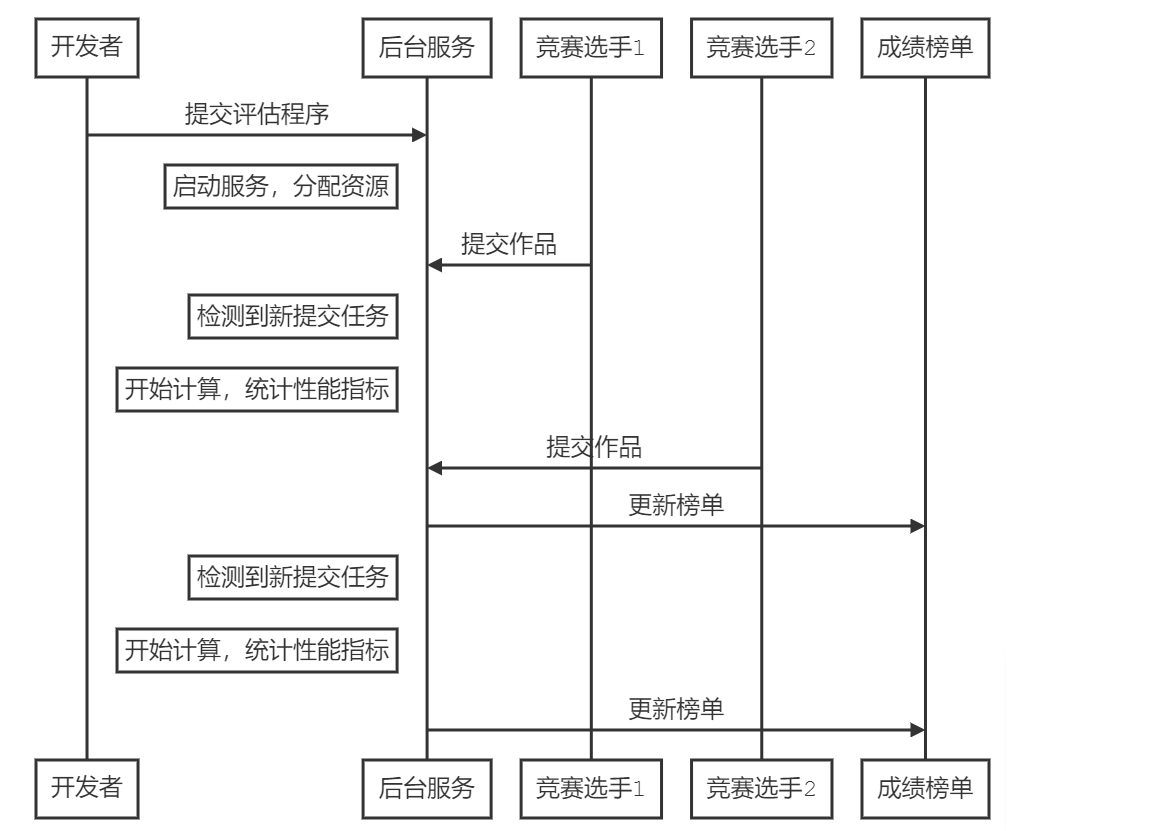 开发者
后台服务
竞赛选手1
竞赛选手2
成绩榜单
提交评估程序
启动服务，分配资源
提交作品
检测到新提交任务
开始计算，统计性能指标
提交作品
更新榜单
检测到新提交任务
开始计算，统计性能指标
更新榜单
开发者
后台服务
竞赛选手1
竞赛选手2
成绩榜单